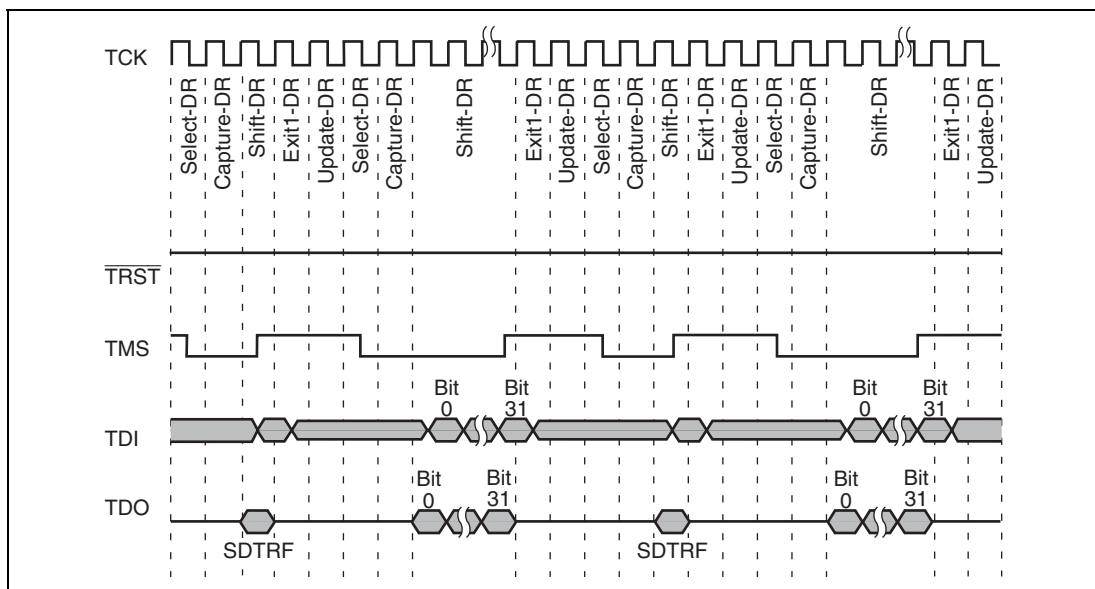 TCK
Select-DR
Capture-DR
Shift-DR
Exit1-DR
Update-DR
Select-DR
Capture-DR
Shift-DR
Exit1-DR
Update-DR
Select-DR
Capture-DR
Shift-DR
Exit1-DR
Update-DR
Select-DR
Capture-DR
Shift-DR
Exit1-DR
Update-DR
TRST
TMS
TDI
Bit
0
Bit
31
Bit
0
Bit
31
TDO
SDTRF
Bit
0
Bit
31
SDTRF
Bit
0
Bit
31